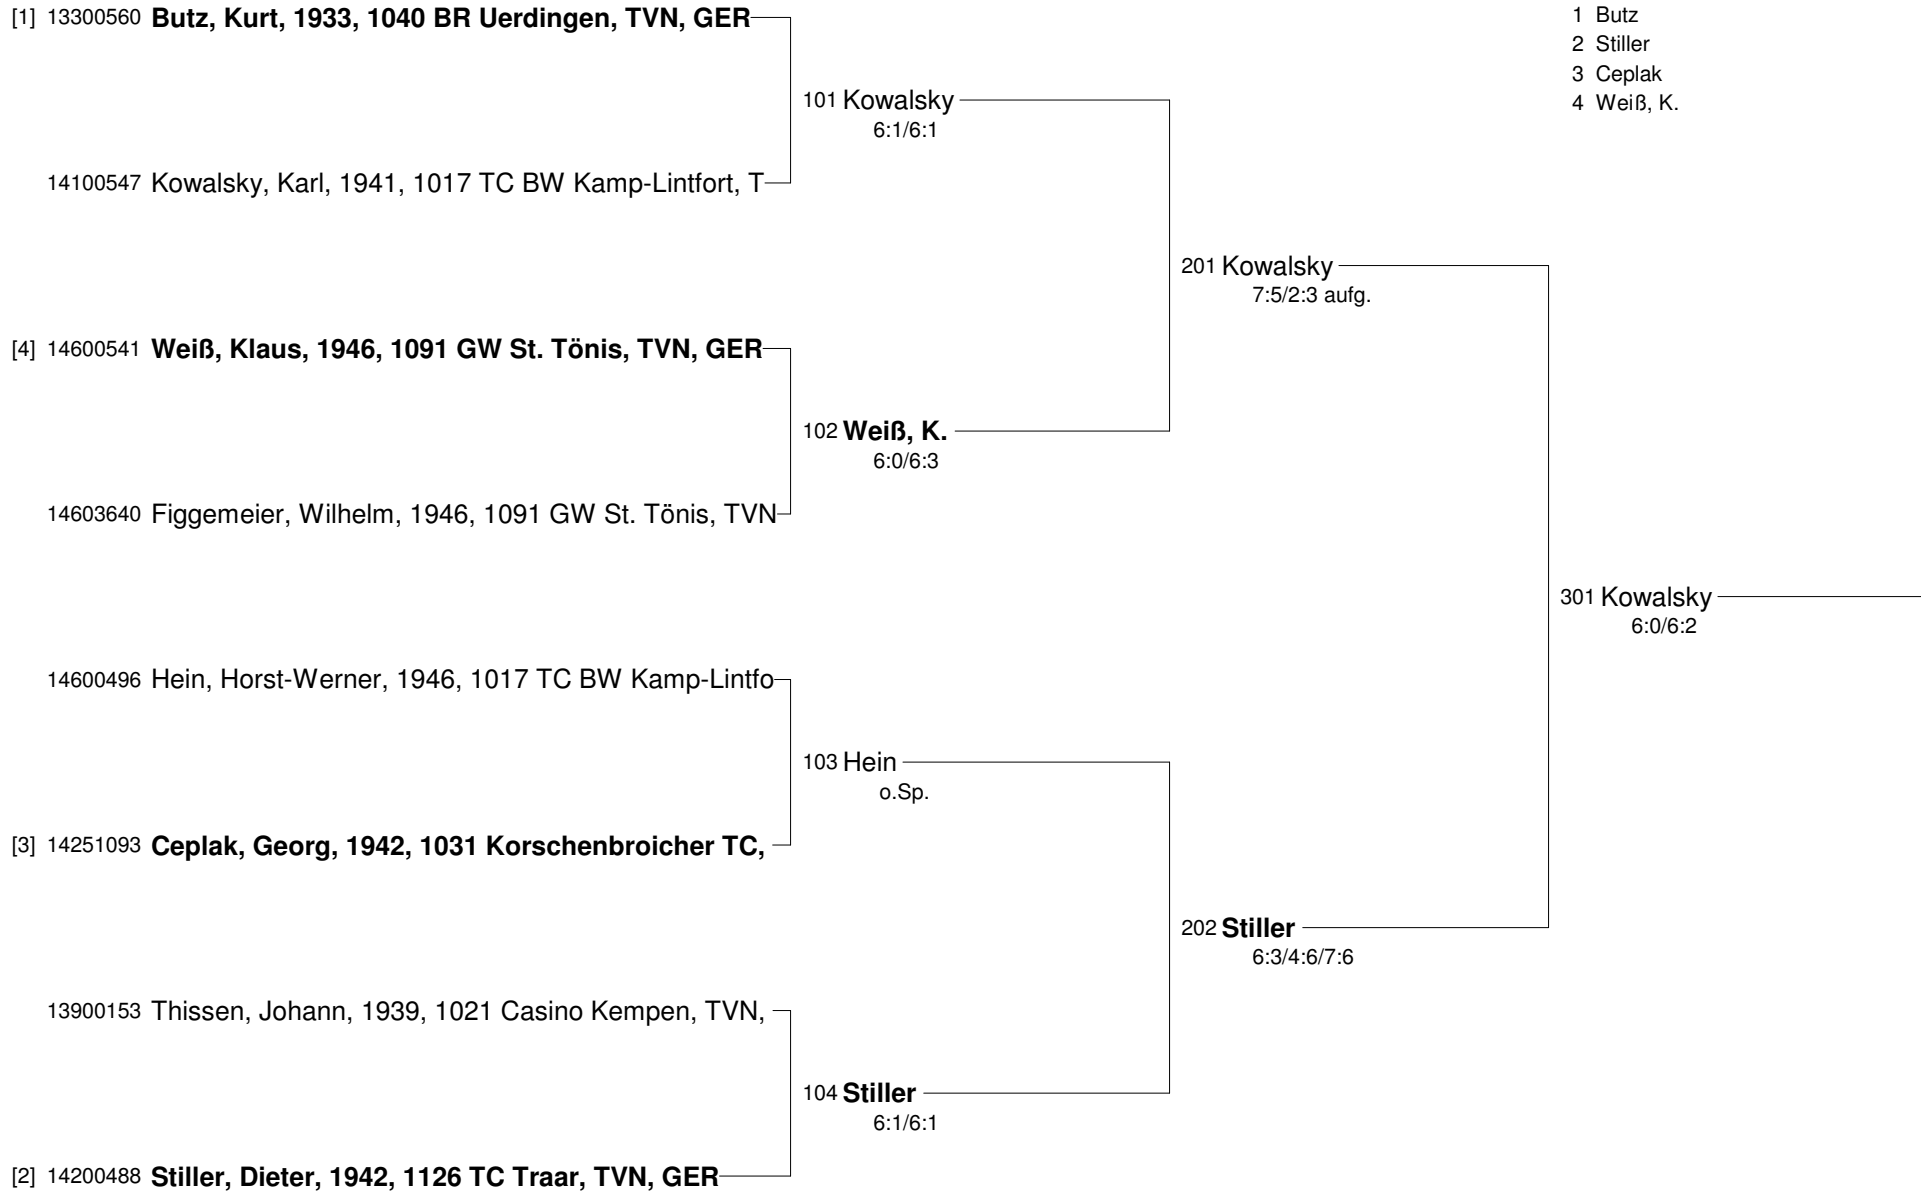 [1] 13300560 Butz, Kurt, 1933, 1040 BR Uerdingen, TVN, GER
1 Butz
2 Stiller
3 Ceplak
4 Weiß, K.
101 Kowalsky
6:1/6:1
14100547 Kowalsky, Karl, 1941, 1017 TC BW Kamp-Lintfort, T
201 Kowalsky
7:5/2:3 aufg.
[4] 14600541 Weiß, Klaus, 1946, 1091 GW St. Tönis, TVN, GER
102 Weiß, K.
6:0/6:3
14603640 Figgemeier, Wilhelm, 1946, 1091 GW St. Tönis, TVN
301 Kowalsky
6:0/6:2
14600496 Hein, Horst-Werner, 1946, 1017 TC BW Kamp-Lintfo
103 Hein
o.Sp.
[3] 14251093 Ceplak, Georg, 1942, 1031 Korschenbroicher TC,
202 Stiller
6:3/4:6/7:6
13900153 Thissen, Johann, 1939, 1021 Casino Kempen, TVN,
104 Stiller
6:1/6:1
[2] 14200488 Stiller, Dieter, 1942, 1126 TC Traar, TVN, GER